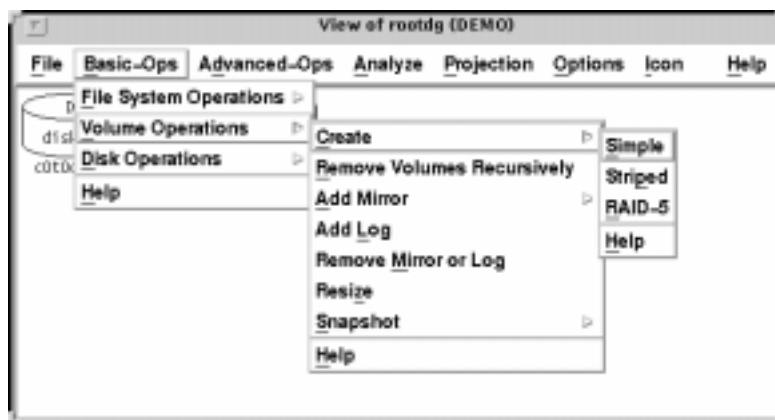 View of rootdg (DEMO)
File Basic-Ops Advanced-Ops Analyze Projection Options Icon Help
File System Operations
Volume Operations
Disk Operations
Help
Create
Remove Volumes Recursively
Add Mirror
Add Log
Remove Mirror or Log
Resize
Snapshot
Help
Simple
Striped
RAID-5
Help